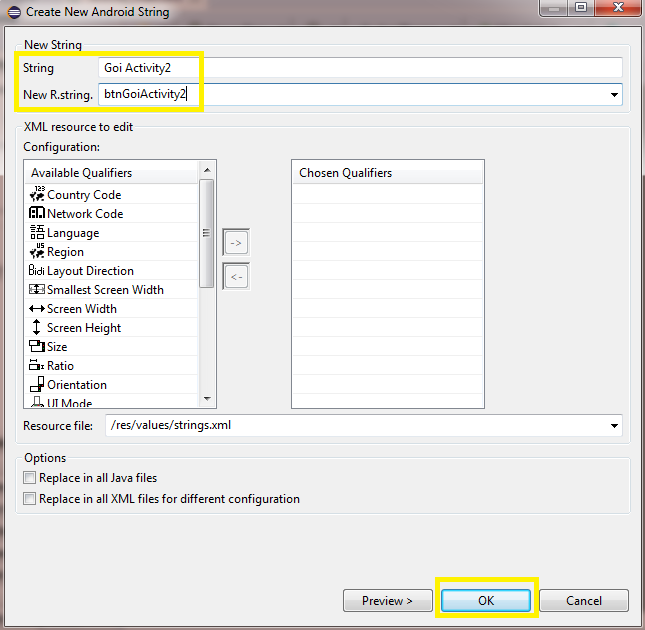 Create New Android String
New String
String Goi Activity2
New R.string. btnGoiActivity2
XML resource to edit
Configuration:
Available Qualifiers
Country Code
Network Code
Language
Region
Layout Direction
Smallest Screen Width
Screen Width
Screen Height
Size
Ratio
Orientation
UI Mode
-> 
<-
Chosen Qualifiers
Resource file: /res/values/strings.xml
Options
Replace in all Java files
Replace in all XML files for different configuration
Preview > OK Cancel